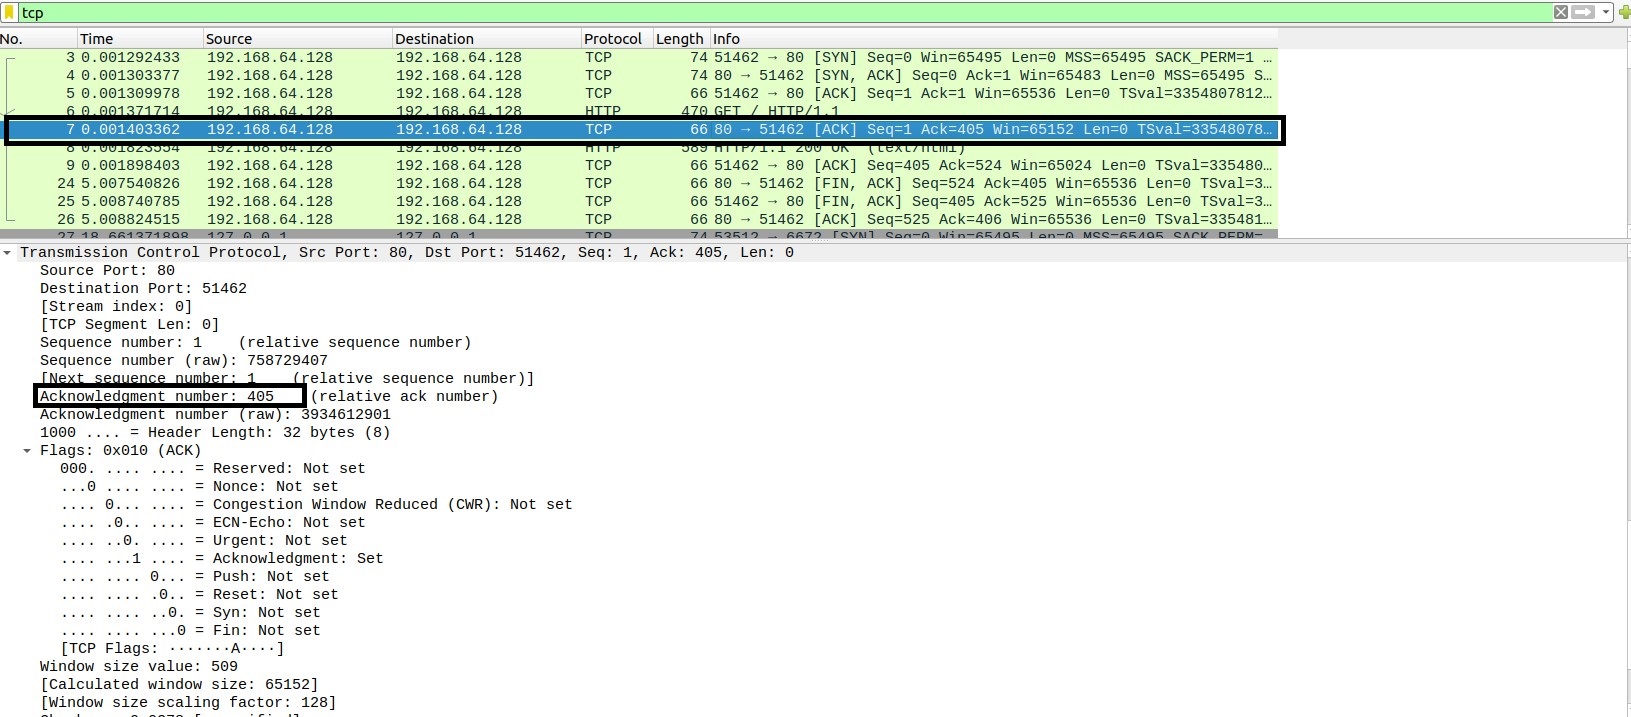 tcp
No. Time Source Destination Protocol Length Info
3 0.001292433 192.168.64.128 192.168.64.128 TCP 74 51462 → 80 [SYN] Seq=0 Win=65495 Len=0 MSS=65495 SACK_PERM=1 …
4 0.001303377 192.168.64.128 192.168.64.128 TCP 74 80 → 51462 [SYN, ACK] Seq=0 Ack=1 Win=65483 Len=0 MSS=65495 S…
5 0.001309978 192.168.64.128 192.168.64.128 TCP 66 51462 → 80 [ACK] Seq=1 Ack=1 Win=65536 Len=0 TSval=3354807812…
6 0.001371714 192.168.64.128 192.168.64.128 HTTP 470 GET / HTTP/1.1
7 0.001403362 192.168.64.128 192.168.64.128 TCP 66 80 → 51462 [ACK] Seq=1 Ack=405 Win=65152 Len=0 TSval=33548078…
8 0.001823554 192.168.64.128 192.168.64.128 HTTP 589 HTTP/1.1 200 OK (text/html)
9 0.001898403 192.168.64.128 192.168.64.128 TCP 66 51462 → 80 [ACK] Seq=405 Ack=524 Win=65024 Len=0 TSval=335480…
24 5.007540826 192.168.64.128 192.168.64.128 TCP 66 80 → 51462 [FIN, ACK] Seq=524 Ack=405 Win=65536 Len=0 TSval=3…
25 5.008740785 192.168.64.128 192.168.64.128 TCP 66 51462 → 80 [FIN, ACK] Seq=405 Ack=525 Win=65536 Len=0 TSval=3…
26 5.008824515 192.168.64.128 192.168.64.128 TCP 66 80 → 51462 [ACK] Seq=525 Ack=406 Win=65536 Len=0 TSval=335481…
27 18.661371898 127.0.0.1 127.0.0.1 TCP 74 53512 → 6672 [SYN] Seq=0 Win=65495 Len=0 MSS=65495 SACK_PERM=
Transmission Control Protocol, Src Port: 80, Dst Port: 51462, Seq: 1, Ack: 405, Len: 0
Source Port: 80
Destination Port: 51462
[Stream index: 0]
[TCP Segment Len: 0]
Sequence number: 1 (relative sequence number)
Sequence number (raw): 758729407
[Next sequence number: 1 (relative sequence number)]
Acknowledgment number: 405 (relative ack number)
Acknowledgment number (raw): 3934612901
1000 .... = Header Length: 32 bytes (8)
Flags: 0x010 (ACK)
000. .... .... = Reserved: Not set
...0 .... .... = Nonce: Not set
.... 0... .... = Congestion Window Reduced (CWR): Not set
.... .0.. .... = ECN-Echo: Not set
.... ..0. .... = Urgent: Not set
.... ...1 .... = Acknowledgment: Set
.... .... 0... = Push: Not set
.... .... .0.. = Reset: Not set
.... .... ..0. = Syn: Not set
.... .... ...0 = Fin: Not set
[TCP Flags: ·······A····]
Window size value: 509
[Calculated window size: 65152]
[Window size scaling factor: 128]